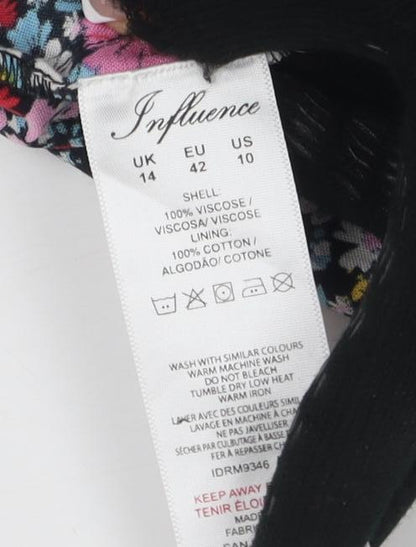 Influence
UK EU US
14 42 10
SHELL:
100% VISCOSE /
VISCOSA/ VISCOSE
LINING:
100% COTTON /
ALGODÃO/ COTONE
WASH WITH SIMILAR COLOURS
WARM MACHINE WASH
DO NOT BLEACH
TUMBLE DRY LOW HEAT
WARM IRON
LAVER AVEC DES COULEURS SIMIL
LAVAGE EN MACHINE À CHA
NE PAS JAVELLISER
SÉCHER PAR CULBUTAGE À BASSE
FER À REPASSER CH
IDRM9346
KEEP AWAY
TENIR ÉLOI
MADE
FABRI